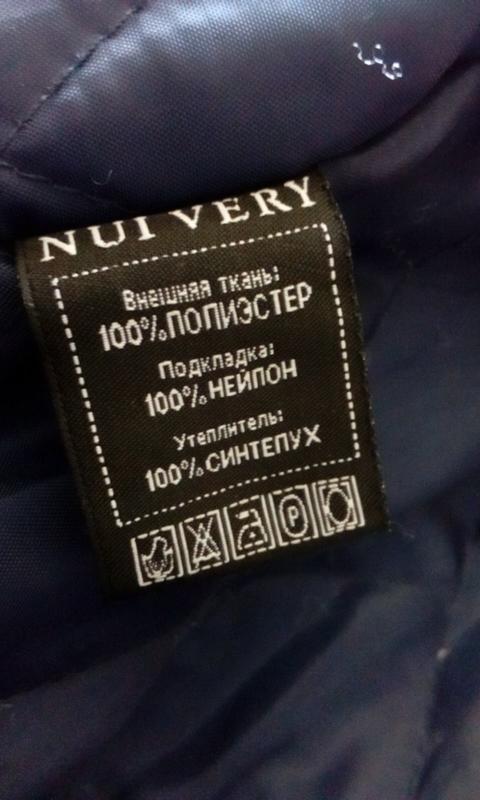 NUI VERY
Внешняя ткань:
100% ПОЛИЭСТЕР
Подкладка:
100% НЕЙЛОН
Утеплитель:
100% СИНТЕПУХ
P